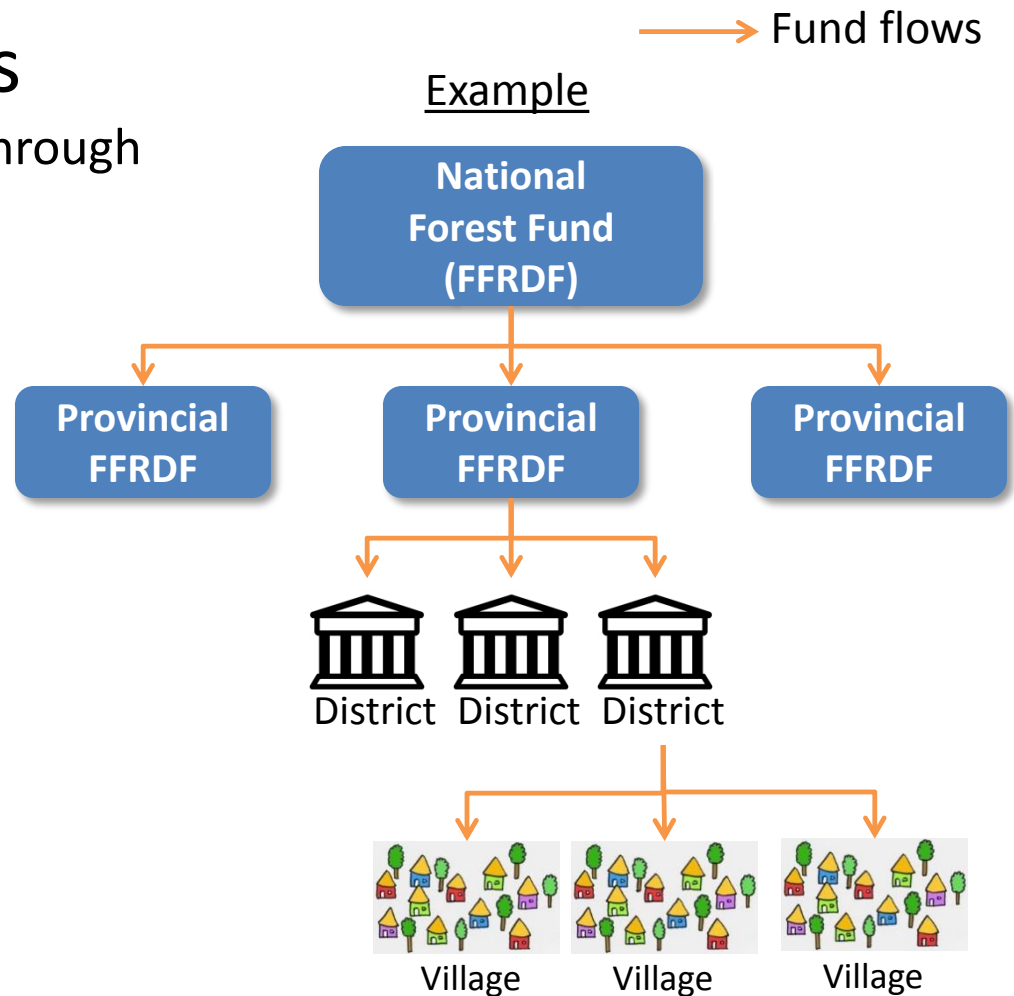 Fund flows
s
hrough
Example
National
Forest Fund
(FFRDF)
Provincial
FFRDF
Provincial
FFRDF
Provincial
FFRDF
District District District
Village Village Village